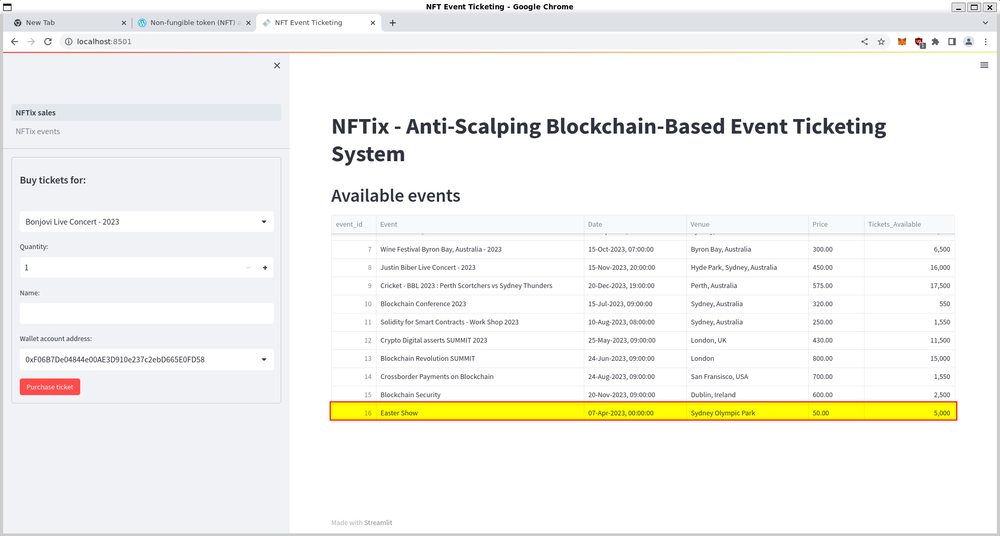 NFT Event Ticketing - Google Chrome
New Tab
Non-fungible token (NFT) a
NFT Event Ticketing
localhost:8501
1
NFTix sales
NFTix events
Buy tickets for:
Bonjovi Live Concert - 2023
Quantity:
1
Name:
Wallet account address:
0xF06B7De04844e00AE3D910e237c2ebD665E0FD58
Purchase ticket
NFTix - Anti-Scalping Blockchain-Based Event Ticketing
System
Available events
event_id Event Date Venue Price Tickets_Available
7 Wine Festival Byron Bay, Australia - 2023 15-Oct-2023, 07:00:00 Byron Bay, Australia 300.00 6,500
8 Justin Biber Live Concert - 2023 15-Nov-2023, 20:00:00 Hyde Park, Sydney, Australia 450.00 16,000
9 Cricket - BBL 2023 : Perth Scortchers vs Sydney Thunders 20-Dec-2023, 19:00:00 Perth, Australia 575.00 17,500
10 Blockchain Conference 2023 15-Jul-2023, 09:00:00 Sydney, Australia 320.00 550
11 Solidity for Smart Contracts - Work Shop 2023 10-Aug-2023, 08:00:00 Sydney, Australia 250.00 1,550
12 Crypto Digital asserts SUMMIT 2023 25-May-2023, 09:00:00 London, UK 430.00 11,500
13 Blockchain Revolution SUMMIT 24-Jun-2023, 09:00:00 London 800.00 15,000
14 Crossborder Payments on Blockchain 24-Aug-2023, 09:00:00 San Fransisco, USA 700.00 1,550
15 Blockchain Security 20-Nov-2023, 09:00:00 Dublin, Ireland 600.00 2,500
16 Easter Show 07-Apr-2023, 00:00:00 Sydney Olympic Park 50.00 5,000
Made with Streamlit